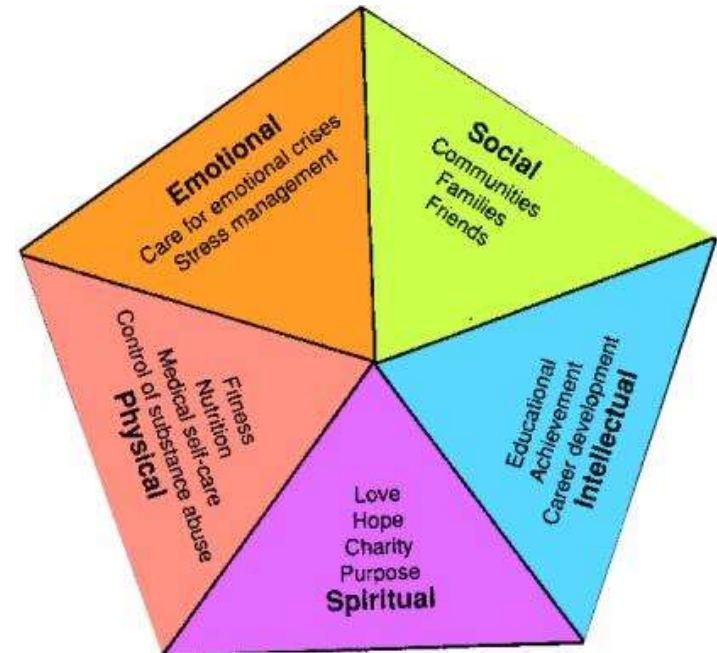 Emotional
Care for emotional crises
Stress management
Social
Communities
Families
Friends
Educational
Achievement
Career development
Intellectual
Love
Hope
Charity
Purpose
Spiritual
Fitness
Nutrition
Medical self-care
Control of substance abuse
Physical